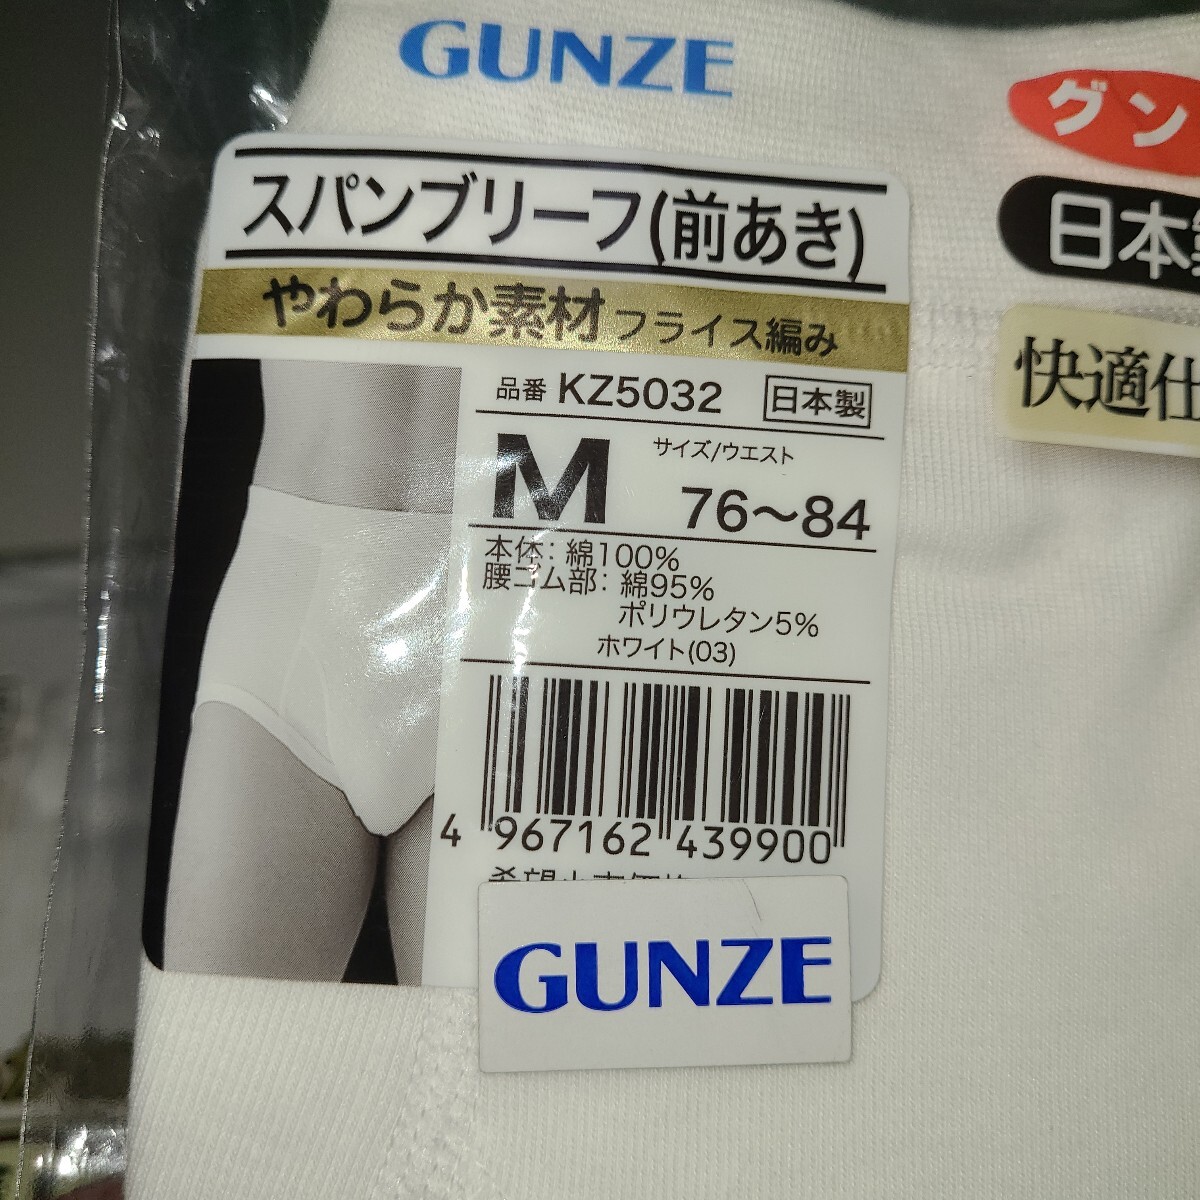 GUNZE
グン
日本
快適仕
スパンブリーフ(前あき)
やわらか素材 フライス編み
品番 KZ5032 日本製
M サイズ/ウエスト
76～84
本体：綿100%
腰ゴム部：綿95%
ポリウレタン5%
ホワイト(03)
4 967162 439900
GUNZE